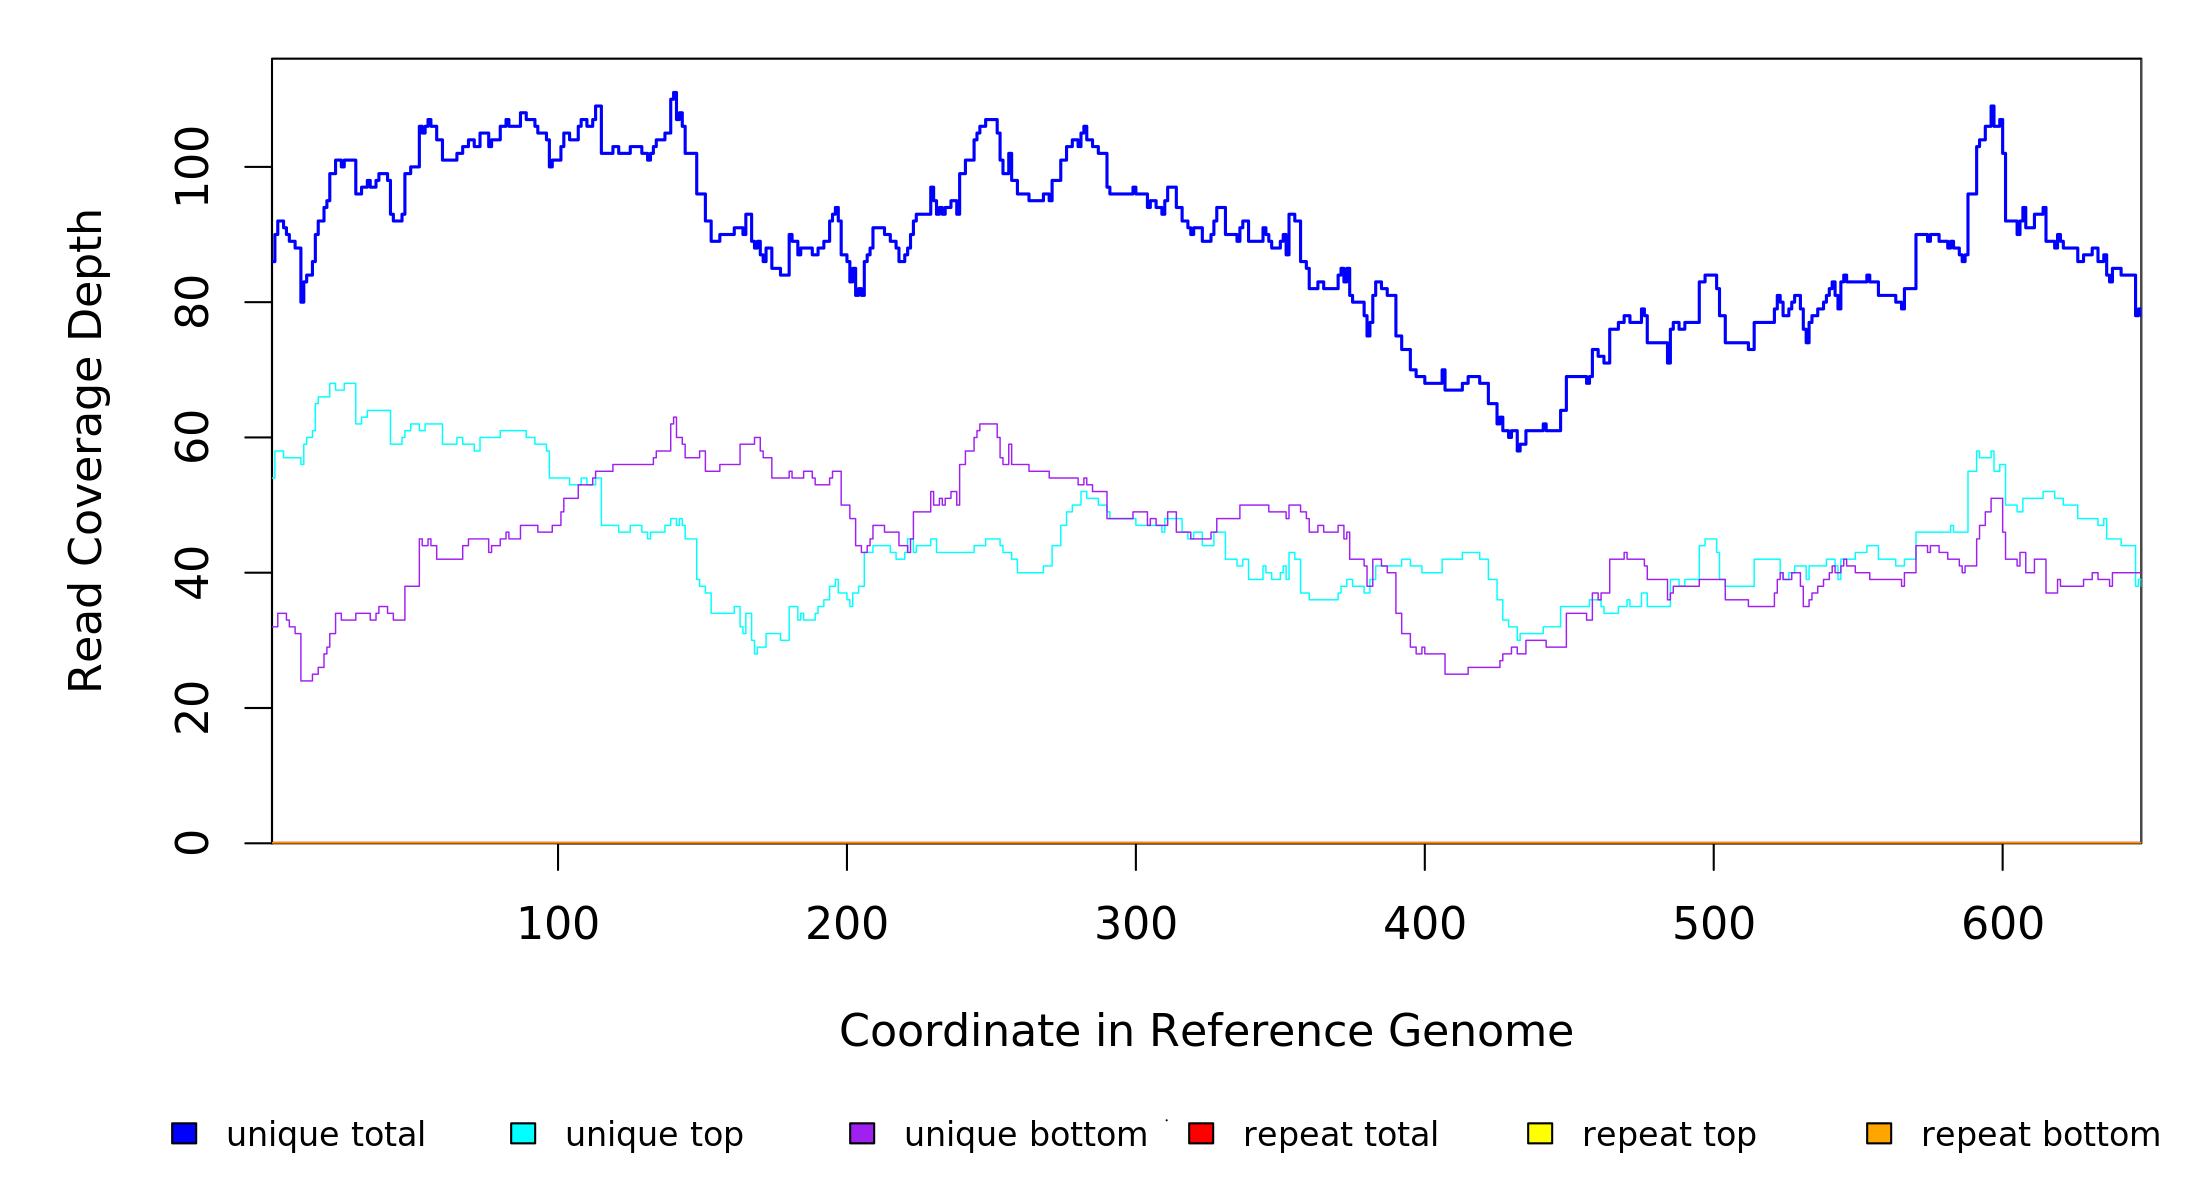 Read Coverage Depth
100
80
60
40
20
0
100 200 300 400 500 600
Coordinate in Reference Genome
unique total unique top unique bottom repeat total repeat top repeat bottom